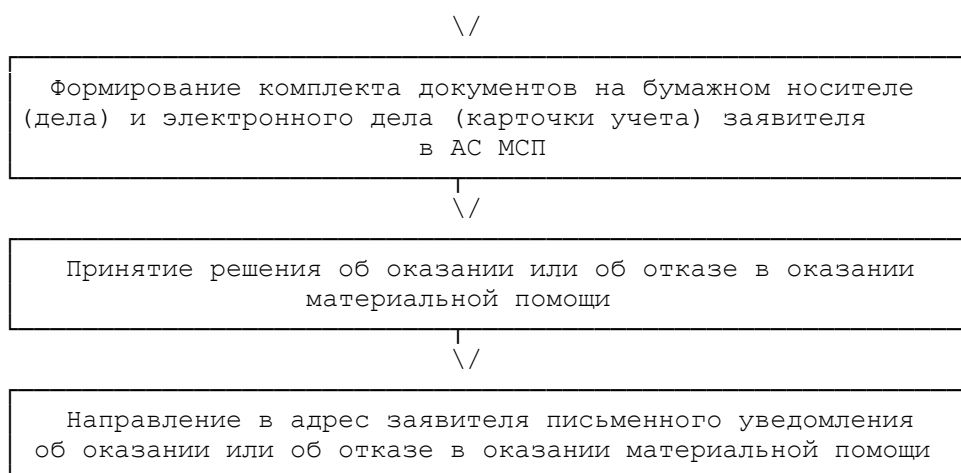 Формирование комплекта документов на бумажном носителе
(дела) и электронного дела (карточки учета) заявителя
в АС МСП
Принятие решения об оказании или об отказе в оказании
материальной помощи
Направление в адрес заявителя письменного уведомления
об оказании или об отказе в оказании материальной помощи